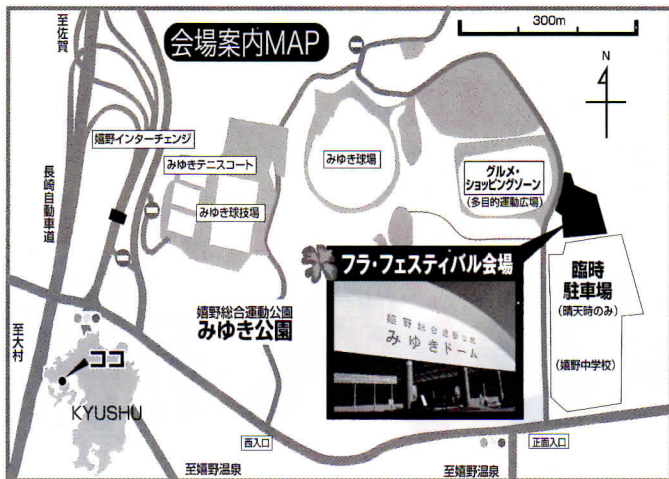 会場案内MAP
300m
N
至佐賀
長崎自動車道
至大村
嬉野インターチェンジ
みゆきテニスコート
みゆき球技場
みゆき球場
グルメ・
ショッピングゾーン
(多目的運動広場)
フラ・フェスティバル会場
嬉野総合運動公園
みゆきドーム
臨時
駐車場
(晴天時のみ)
(嬉野中学校)
嬉野総合運動公園
みゆき公園
ココ
KYUSHU
西入口
正面入口
至嬉野温泉
至嬉野温泉